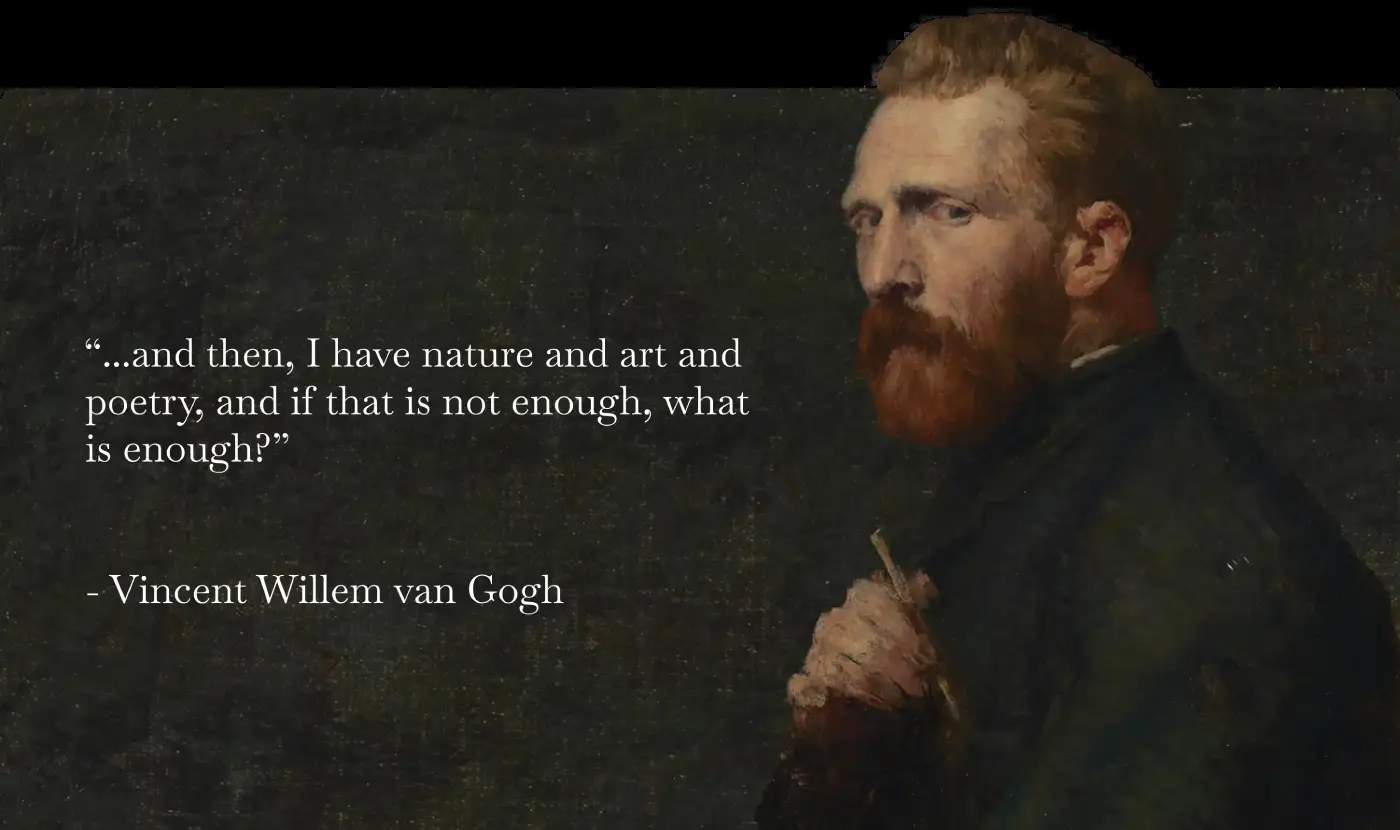 “...and then, I have nature and art and
poetry, and if that is not enough, what
is enough?”
- Vincent Willem van Gogh